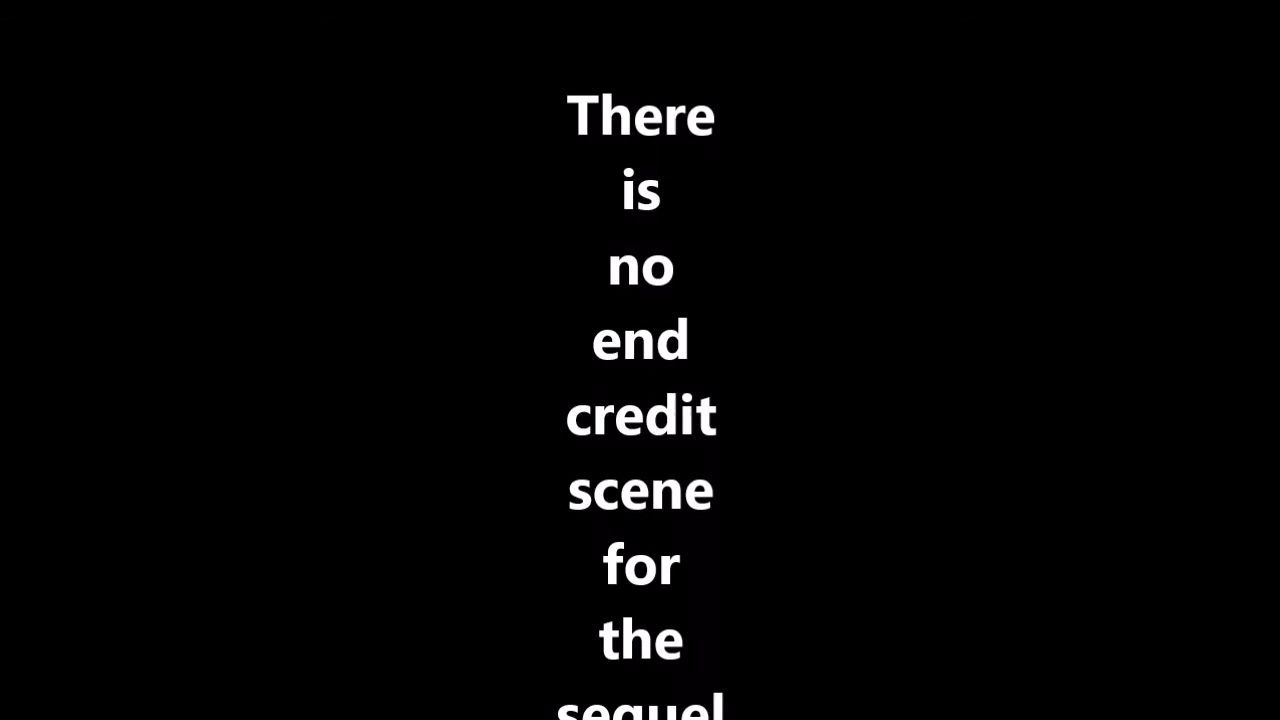 There
is
no
end
credit
scene
for
the
sequel